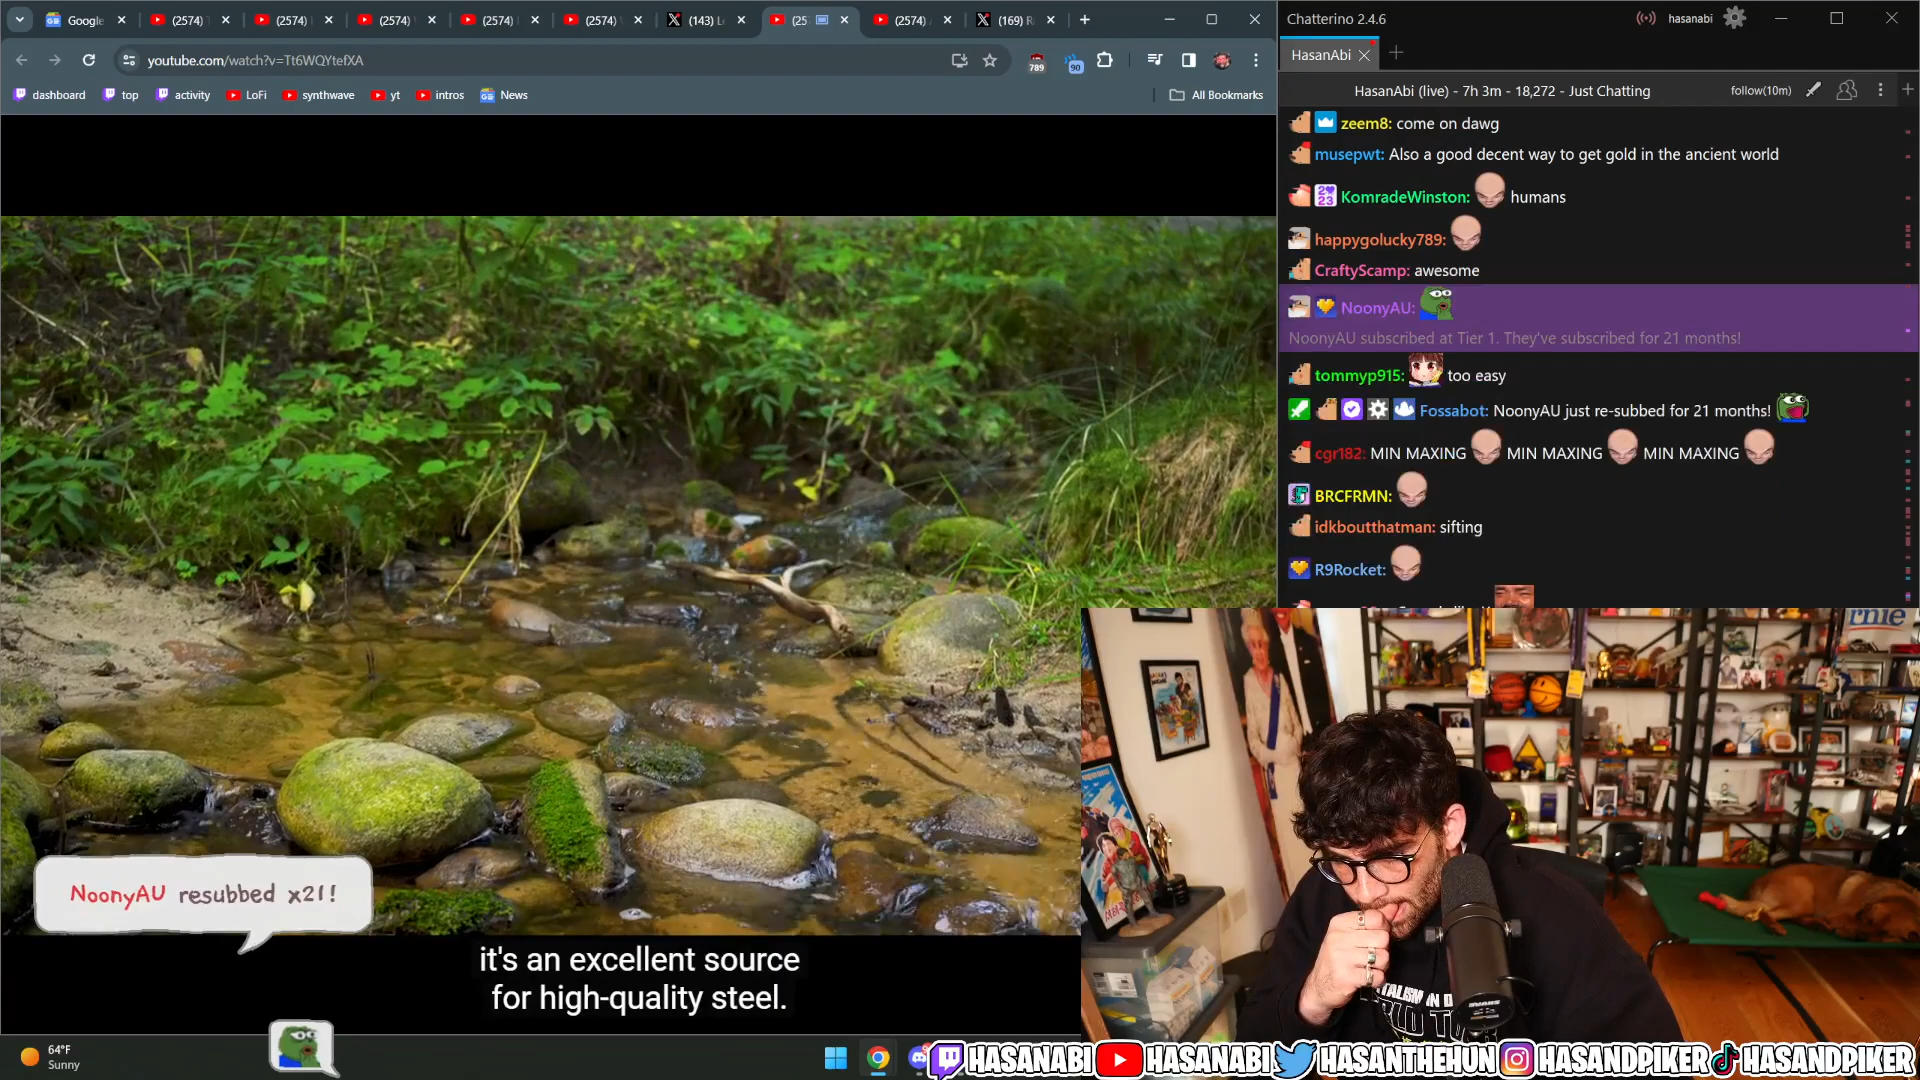 Google
(2574)
(2574)
(2574)
(2574)
(2574)
(143) L
(25
(2574)
(169) R
Chatterino 2.4.6
hasanabi
youtube.com/watch?v=Tt6WQYtefXA
789
90
HasanAbi
dashboard
top
activity
LoFi
synthwave
yt
intros
News
All Bookmarks
HasanAbi (live) - 7h 3m - 18,272 - Just Chatting
follow(10m)
zeem8: come on dawg
musepwt: Also a good decent way to get gold in the ancient world
KomradeWinston: humans
happygolucky789:
CraftyScamp: awesome
NoonyAU:
NoonyAU subscribed at Tier 1. They've subscribed for 21 months!
tommyp915: too easy
Fossabot: NoonyAU just re-subbed for 21 months!
cgr182: MIN MAXING MIN MAXING MIN MAXING
BRCFRMN:
idkboutthatman: sifting
R9Rocket:
NoonyAU resubbed x21!
it's an excellent source
for high-quality steel.
64°F
Sunny
HASANABI HASANABI HASANTHEHUN HASANDPIKER HASANDPIKER